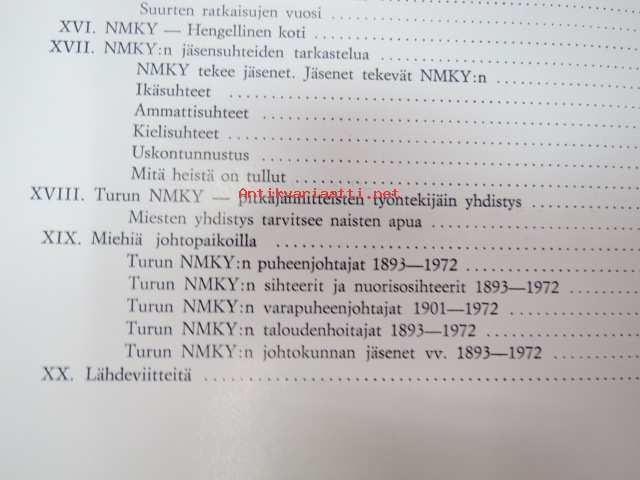 Suurten ratkaisujen vuosi
XVI. NMKY — Hengellinen koti
XVII. NMKY:n jäsensuhteiden tarkastelua
NMKY tekee jäsenet. Jäsenet tekevät NMKY:n
Ikäsuhteet
Ammattisuhteet
Kielisuhteet
Uskontunnustus
Mitä heistä on tullut
Antikvariaatti.net
XVIII. Turun NMKY — pitkäjännitteisten työntekijäin yhdistys
Miesten yhdistys tarvitsee naisten apua
XIX. Miehiä johtopaikoilla
Turun NMKY:n puheenjohtajat 1893—1972
Turun NMKY:n sihteerit ja nuorisosihteerit 1893—1972
Turun NMKY:n varapuheenjohtajat 1901—1972
Turun NMKY:n taloudenhoitajat 1893—1972
Turun NMKY:n johtokunnan jäsenet vv. 1893—1972
XX. Lähdeviitteitä